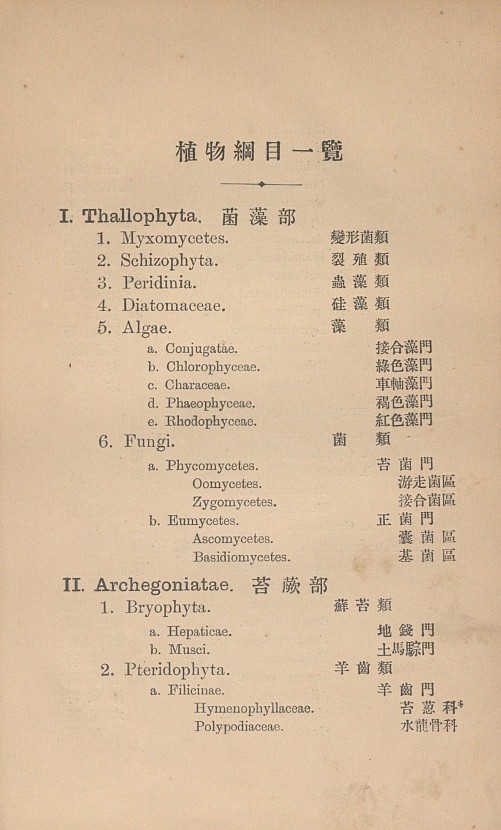 植物綱目一覽
I. Thallophyta. 菌藻部
1. Myxomycetes. 變形菌類
2. Schizophyta. 裂殖類
3. Peridinia. 蟲藻類
4. Diatomaceae. 硅藻類
5. Algae. 藻類
a. Conjugatae. 接合藻門
b. Chlorophyceae. 綠色藻門
c. Characeae. 車軸藻門
d. Phaeophyceae. 褐色藻門
e. Rhodophyceae. 紅色藻門
6. Fungi. 菌類
a. Phycomycetes. 苔菌門
Oomycetes. 游走菌區
Zygomycetes. 接合菌區
b. Eumycetes. 正菌門
Ascomycetes. 囊菌區
Basidiomycetes. 基菌區
II. Archegoniatae. 苔蕨部
1. Bryophyta. 蘚苔類
a. Hepaticae. 地錢門
b. Musci. 土馬騌門
2. Pteridophyta. 羊齒類
a. Filicinae. 羊齒門
Hymenophyllaceae. 苔葱科
Polypodiaceae. 水龍骨科